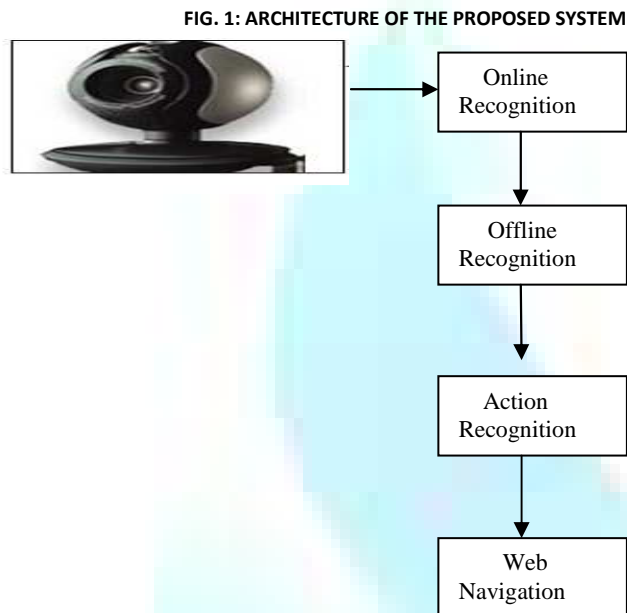 FIG. 1: ARCHITECTURE OF THE PROPOSED SYSTEM
Online
Recognition
Offline
Recognition
Action
Recognition
Web
Navigation